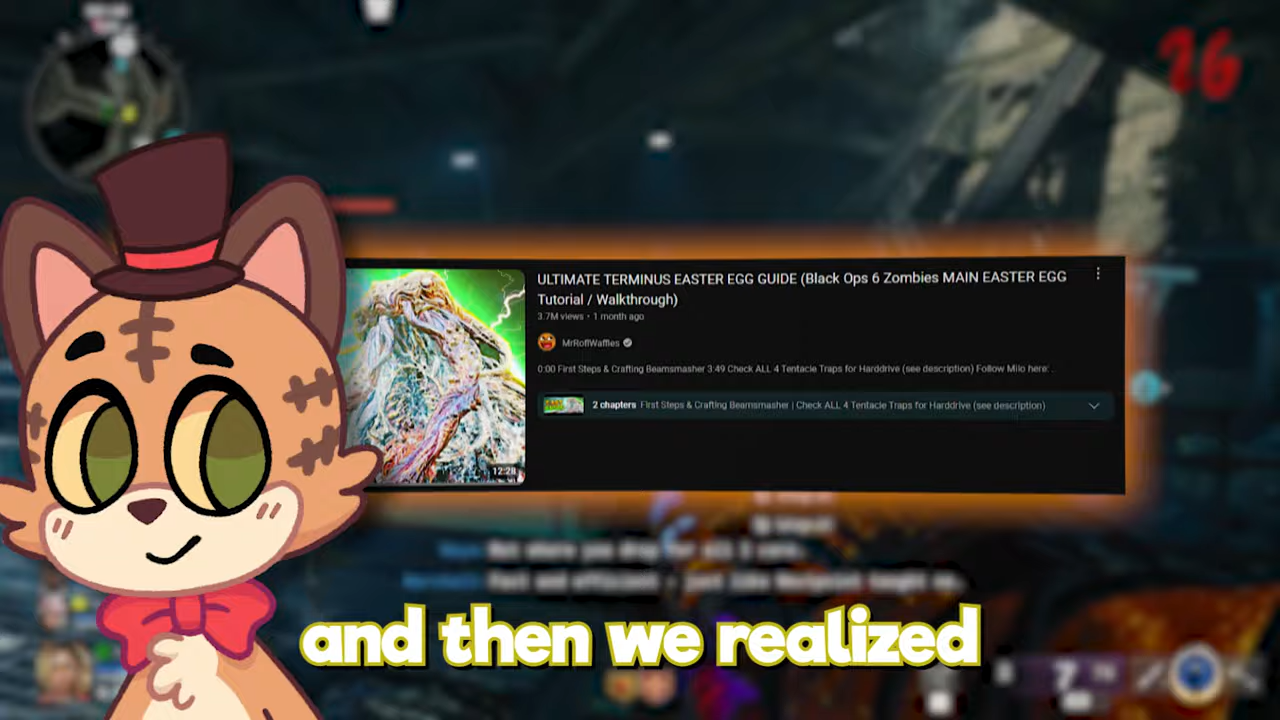 26
ULTIMATE TERMINUS EASTER EGG GUIDE (Black Ops 6 Zombies MAIN EASTER EGG
Tutorial / Walkthrough)
3.7M views • 1 month ago
MrRoflWaffles
0:00 First Steps & Crafting Beamsmasher 3:49 Check ALL 4 Tentacle Traps for Harddrive (see description) Follow Milo here: .
2 chapters First Steps & Crafting Beamsmasher | Check ALL 4 Tentacle Traps for Harddrive (see description)
12:28
and then we realized